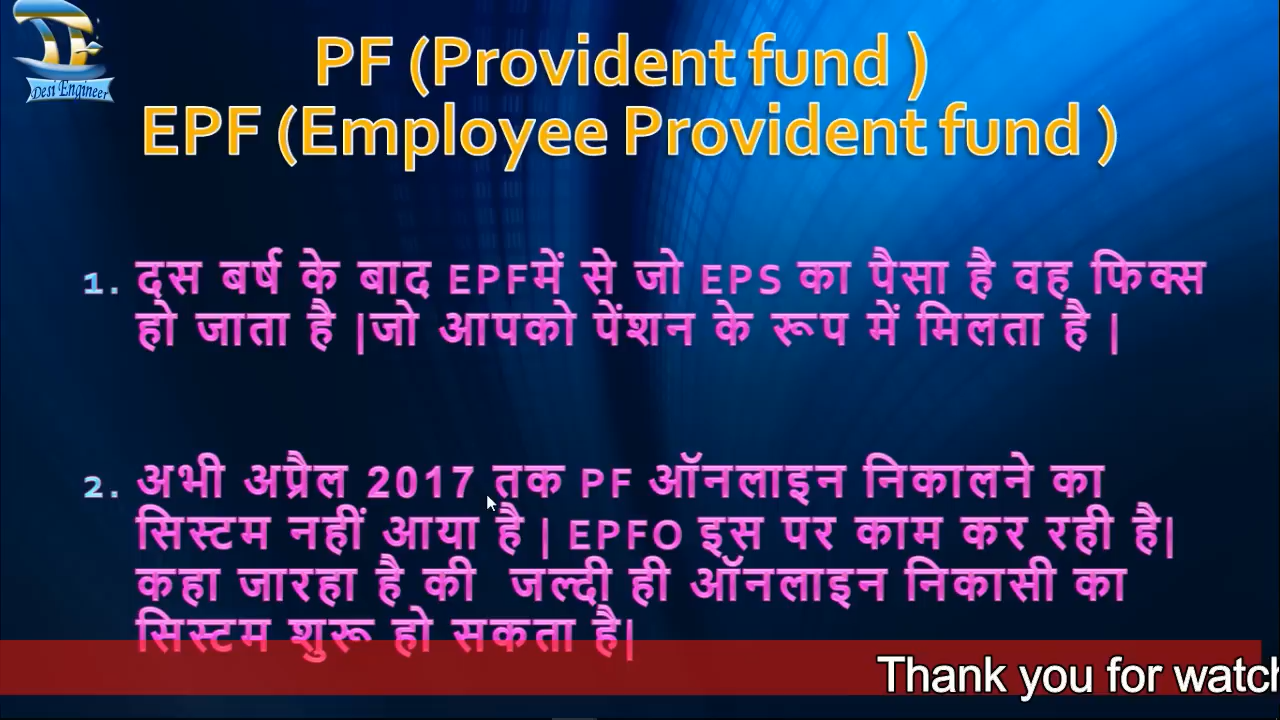 Desi Engineer
PF (Provident fund )
EPF (Employee Provident fund )
1. दस बर्ष के बाद EPFमें से जो EPS का पैसा है वह फिक्स
हो जाता है |जो आपको पेंशन के रूप में मिलता है |
2. अभी अप्रैल 2017 तक PF ऑनलाइन निकालने का
सिस्टम नहीं आया है | EPFO इस पर काम कर रही है|
कहा जारहा है की जल्दी ही ऑनलाइन निकासी का
सिस्टम शुरू हो सकता है|
Thank you for watch